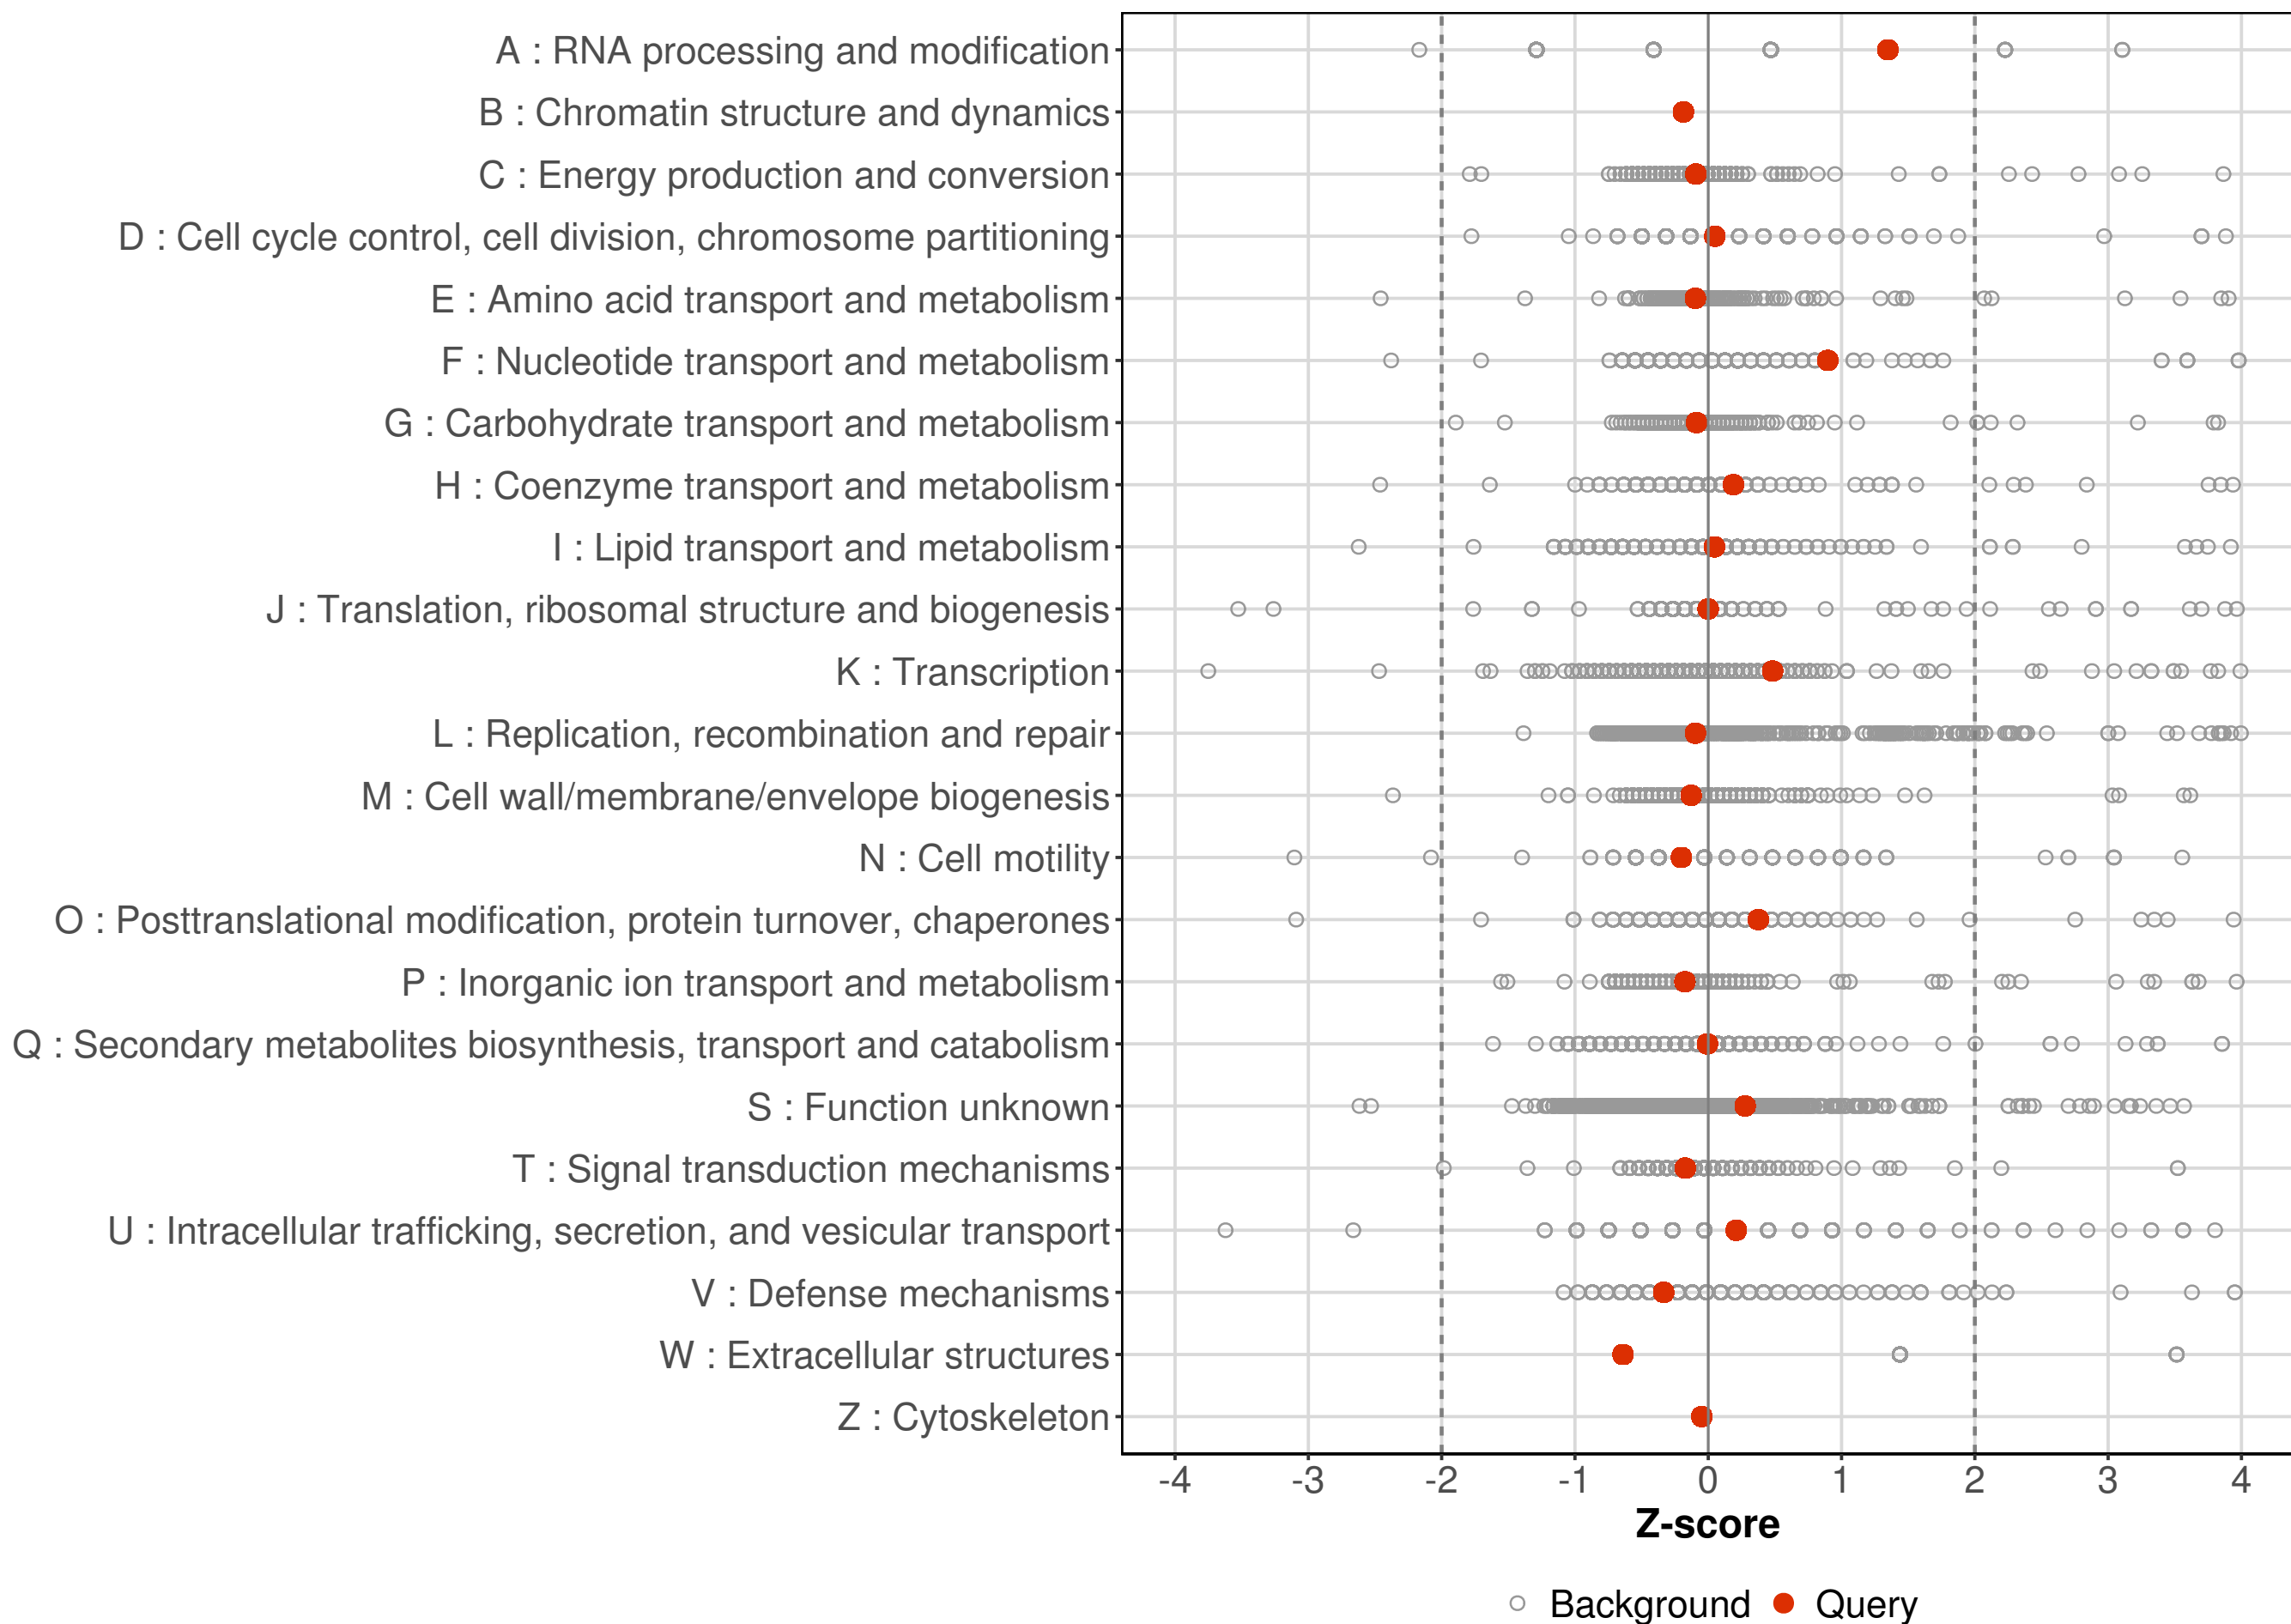 A : RNA processing and modification
B : Chromatin structure and dynamics
C : Energy production and conversion
D : Cell cycle control, cell division, chromosome partitioning
E : Amino acid transport and metabolism
F : Nucleotide transport and metabolism
G : Carbohydrate transport and metabolism
H : Coenzyme transport and metabolism
I : Lipid transport and metabolism
J : Translation, ribosomal structure and biogenesis
K : Transcription
L : Replication, recombination and repair
M : Cell wall/membrane/envelope biogenesis
N : Cell motility
O : Posttranslational modification, protein turnover, chaperones
P : Inorganic ion transport and metabolism
Q : Secondary metabolites biosynthesis, transport and catabolism
S : Function unknown
T : Signal transduction mechanisms
U : Intracellular trafficking, secretion, and vesicular transport
V : Defense mechanisms
W : Extracellular structures
Z : Cytoskeleton
-4 -3 -2 -1 0 1 2 3 4
Z-score
Background Query